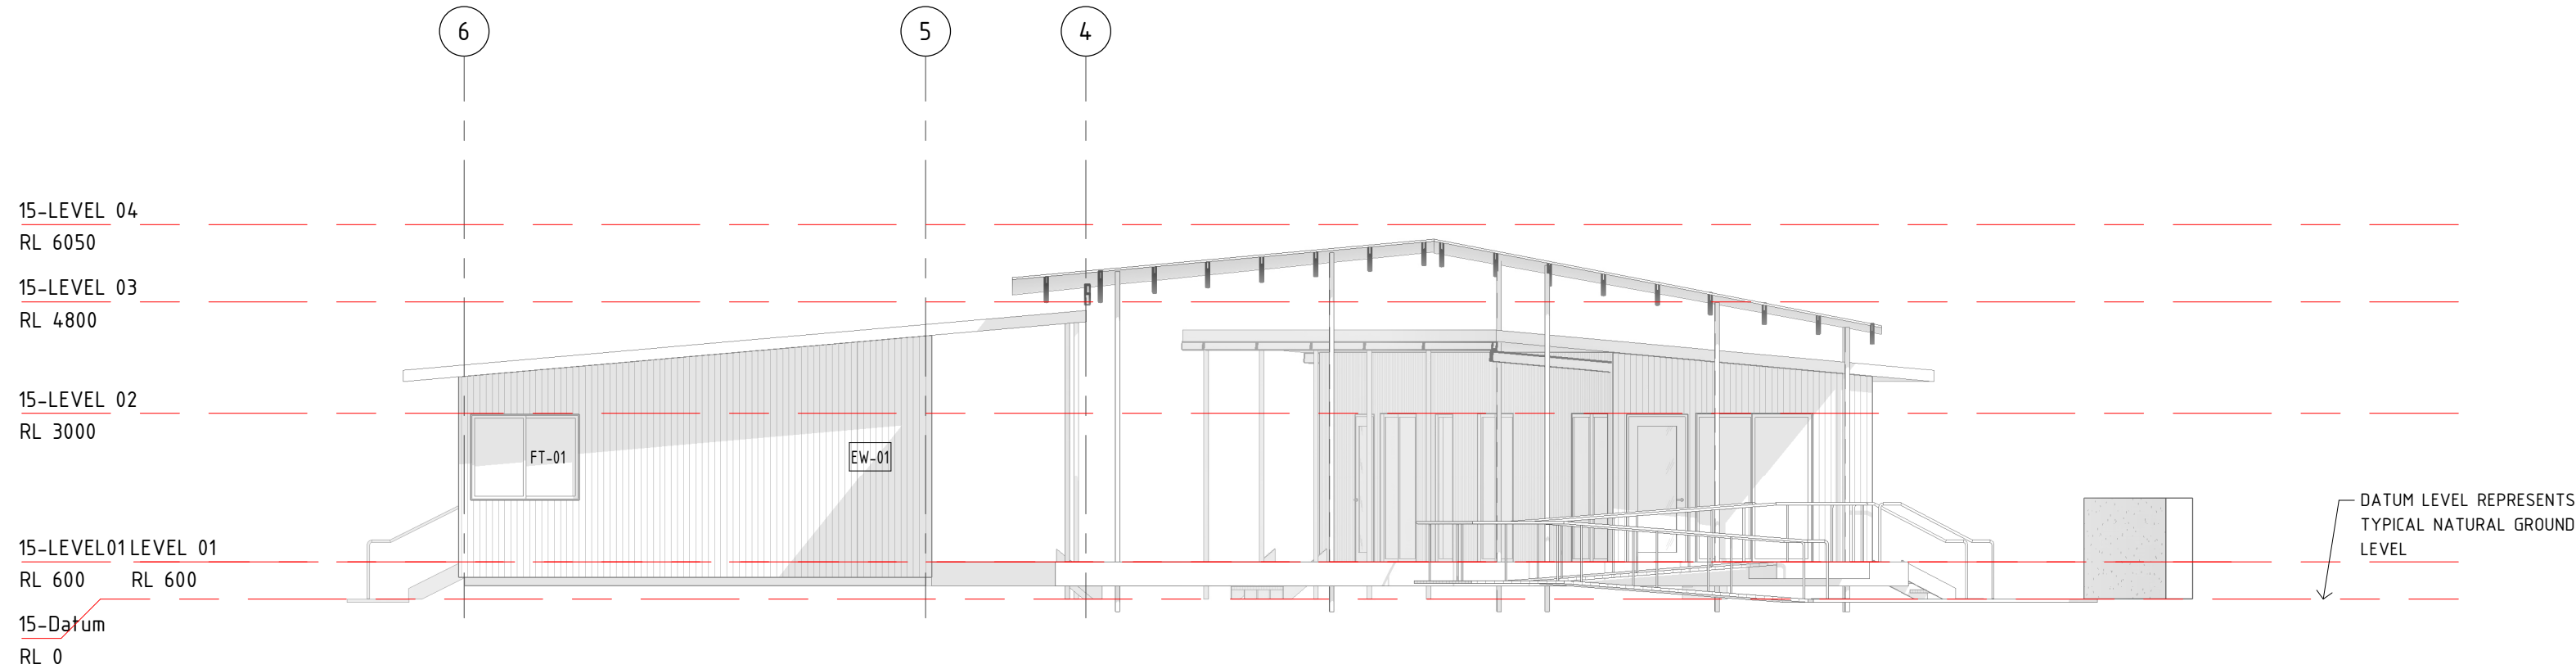 6
5
4
15-LEVEL 04
RL 6050
15-LEVEL 03
RL 4800
15-LEVEL 02
RL 3000
FT-01
EW-01
DATUM LEVEL REPRESENTS
TYPICAL NATURAL GROUND
LEVEL
15-LEVEL01 LEVEL 01
RL 600 RL 600
15-Datum
RL 0